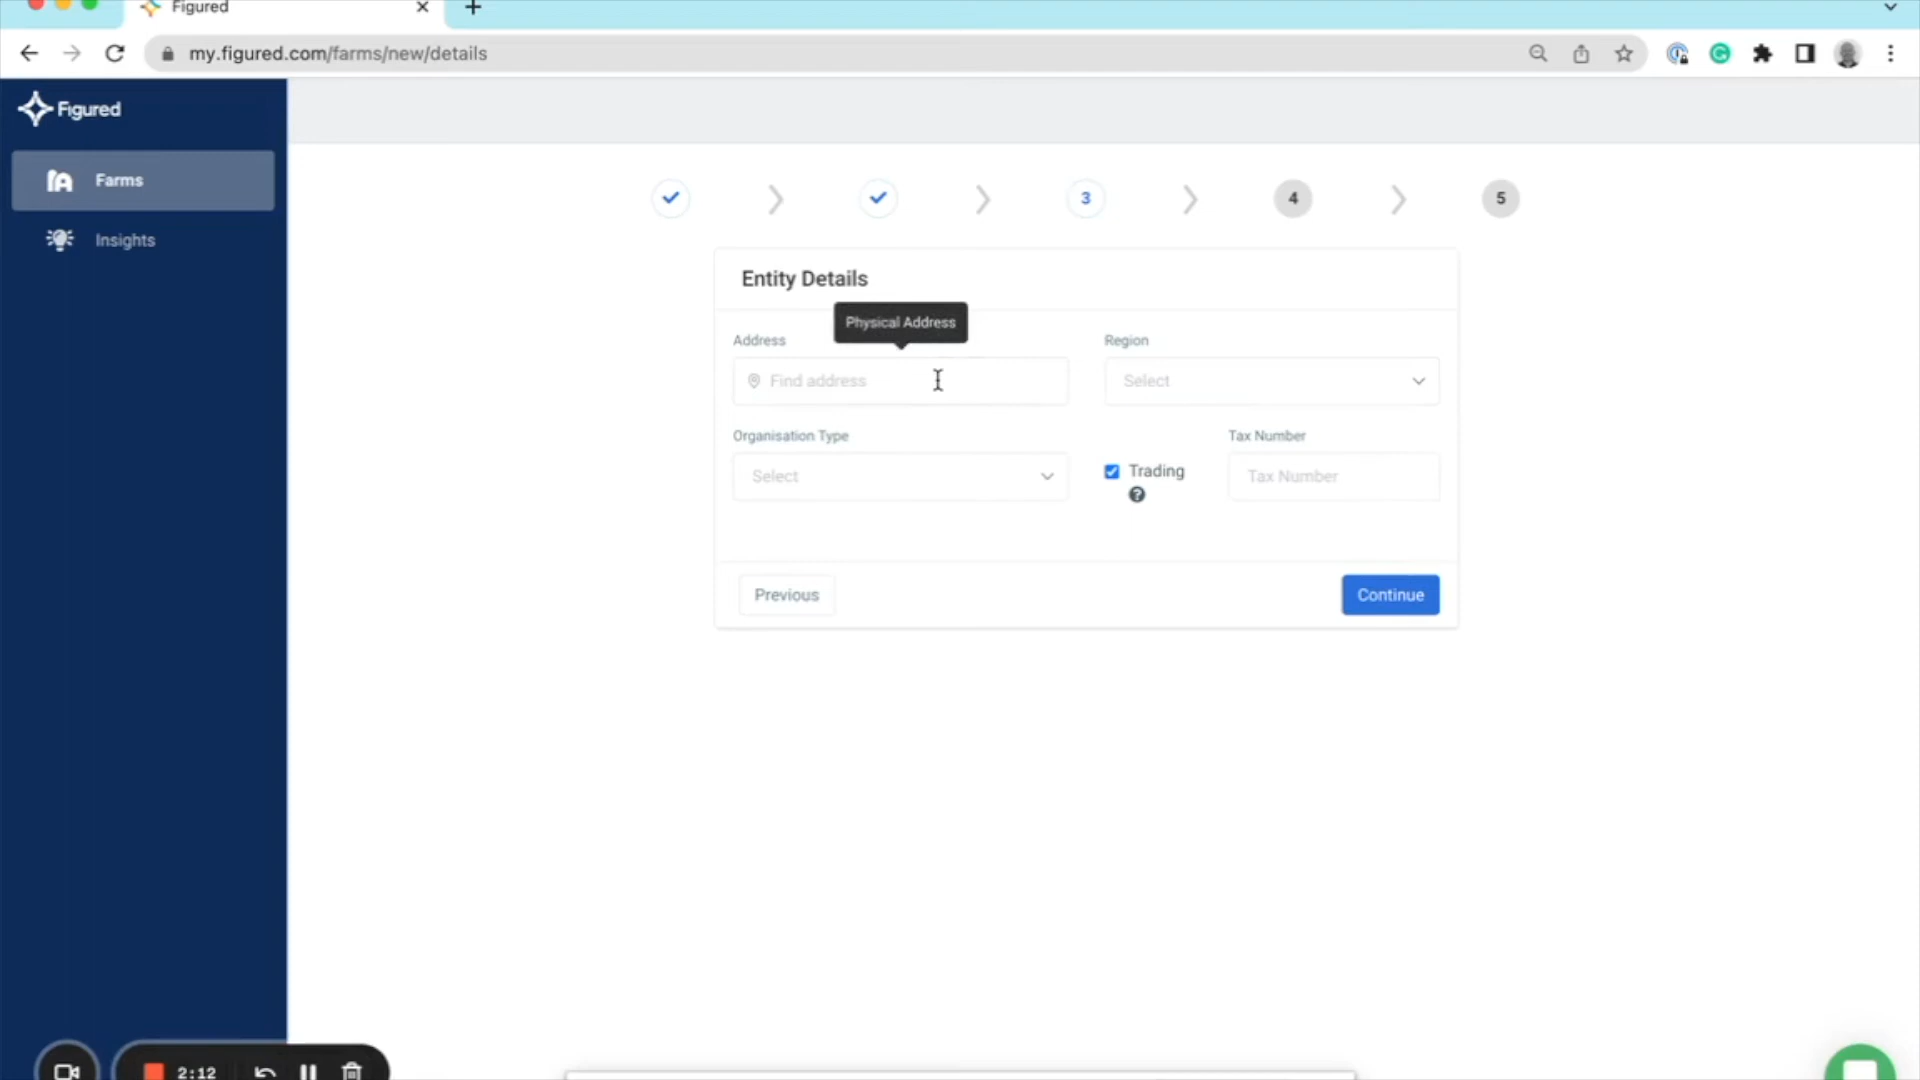 Figured
my.figured.com/farms/new/details
Figured
Farms
Insights
3
4
5
Entity Details
Physical Address
Address
Region
Find address
Select
Organisation Type
Tax Number
Select
Trading
Tax Number
Previous
Continue
2:12